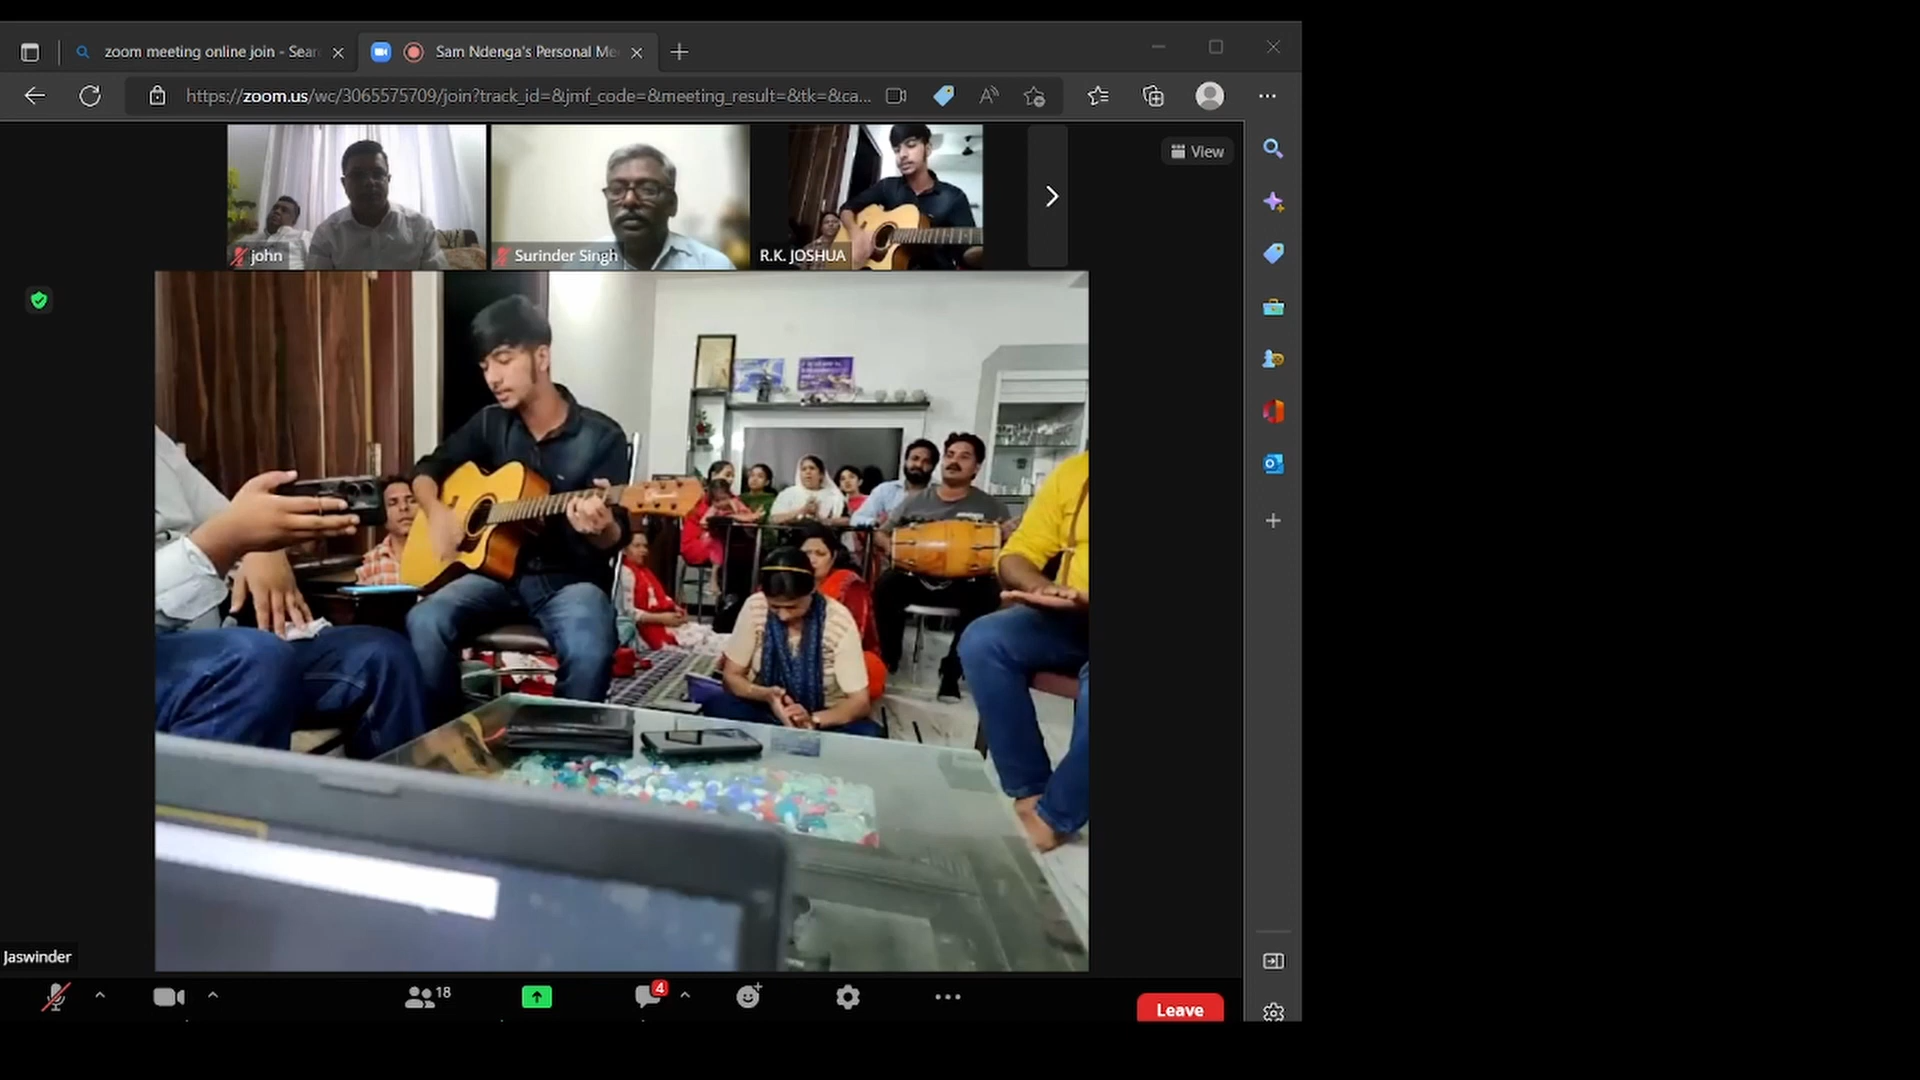 zoom meeting online join - Sear
Sam Ndenga's Personal Me
https://zoom.us/wc/3065575709/join?track_id=&jmf_code=&meeting_result=&tk=&ca...
View
john
Surinder Singh
R.K. JOSHUA
Jaswinder
18
4
Leave